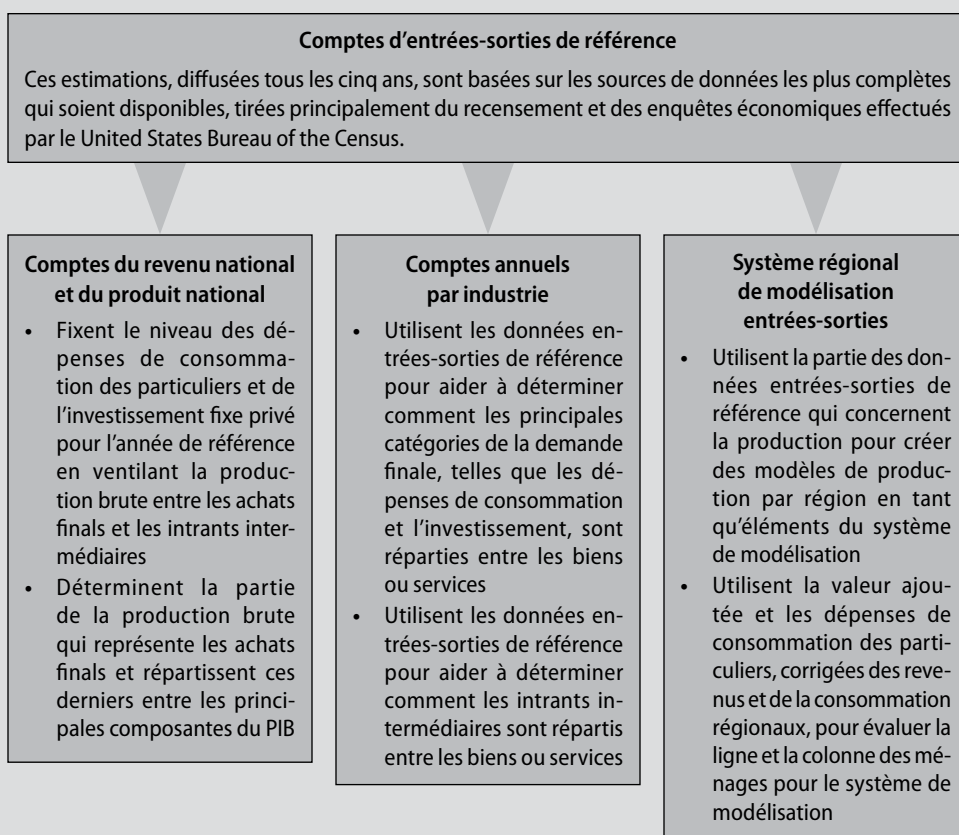 Comptes d'entrées-sorties de référence
Ces estimations, diffusées tous les cinq ans, sont basées sur les sources de données les plus complètes
qui soient disponibles, tirées principalement du recensement et des enquêtes économiques effectués
par le United States Bureau of the Census.
Comptes du revenu national
et du produit national
• Fixent le niveau des dé-
penses de consomma-
tion des particuliers et de
l'investissement fixe privé
pour l'année de référence
en ventilant la produc-
tion brute entre les achats
finals et les intrants inter-
médiaires
• Déterminent la partie
de la production brute
qui représente les achats
finals et répartissent ces
derniers entre les princi-
pales composantes du PIB
Comptes annuels
par industrie
• Utilisent les données en-
trées-sorties de référence
pour aider à déterminer
comment les principales
catégories de la demande
finale, telles que les dé-
penses de consommation
et l'investissement, sont
réparties entre les biens
ou services
• Utilisent les données en-
trées-sorties de référence
pour aider à déterminer
comment les intrants in-
termédiaires sont répartis
entre les biens ou services
Système régional
de modélisation
entrées-sorties
• Utilisent la partie des don-
nées entrées-sorties de
référence qui concernent
la production pour créer
des modèles de produc-
tion par région en tant
qu'éléments du système
de modélisation
• Utilisent la valeur ajou-
tée et les dépenses de
consommation des parti-
culiers, corrigées des reve-
nus et de la consommation
régionaux, pour évaluer la
ligne et la colonne des mé-
nages pour le système de
modélisation